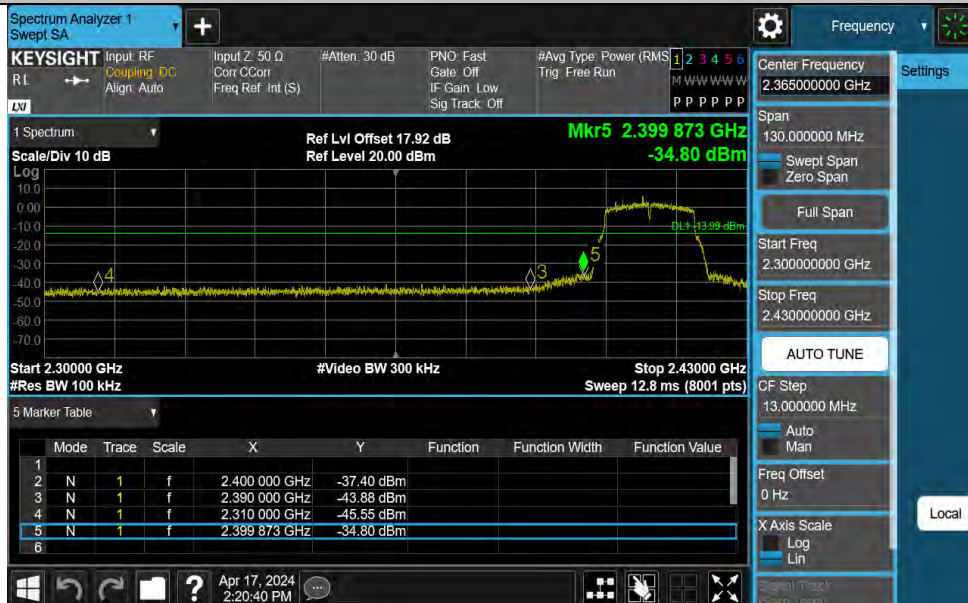 Spectrum Analyzer 1
Swept SA
+
Frequency
KEYSIGHT
RL
LXI
Input: RF
Coupling: DC
Align: Auto
Input Z: 50 Ω
Corr CCorr
Freq Ref: Int (S)
#Atten: 30 dB
PNO: Fast
Gate: Off
IF Gain: Low
Sig Track: Off
#Avg Type: Power (RMS
Trig: Free Run
1 2 3 4 5 6
M W W W W W
P P P P P P
1 Spectrum
Scale/Div 10 dB
Ref Lvl Offset 17.92 dB
Ref Level 20.00 dBm
Mkr5 2.399 873 GHz
-34.80 dBm
Log
10.0
0.00
-10.0
-20.0
-30.0
-40.0
-50.0
-60.0
-70.0
DL1 -13.99 dBm
4
3
5
Start 2.30000 GHz
#Res BW 100 kHz
#Video BW 300 kHz
Stop 2.43000 GHz
Sweep 12.8 ms (8001 pts)
5 Marker Table
Mode Trace Scale X Y Function Function Width Function Value
1
2 N 1 f 2.400 000 GHz -37.40 dBm
3 N 1 f 2.390 000 GHz -43.88 dBm
4 N 1 f 2.310 000 GHz -45.55 dBm
5 N 1 f 2.399 873 GHz -34.80 dBm
6
?
Apr 17, 2024
2:20:40 PM
Center Frequency
2.365000000 GHz
Span
130.000000 MHz
Swept Span
Zero Span
Full Span
Start Freq
2.300000000 GHz
Stop Freq
2.430000000 GHz
AUTO TUNE
CF Step
13.000000 MHz
Auto
Man
Freq Offset
0 Hz
X Axis Scale
Log
Lin
Signal Track
Settings
Local